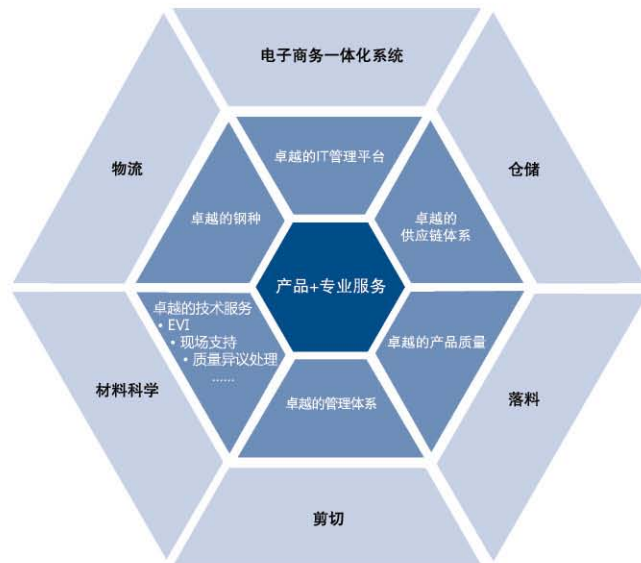 电子商务一体化系统
物流
仓储
卓越的IT管理平台
卓越的钢种
卓越的
供应链体系
产品+专业服务
卓越的技术服务
• EVI
• 现场支持
• 质量异议处理
......
卓越的产品质量
材料科学
落料
卓越的管理体系
剪切